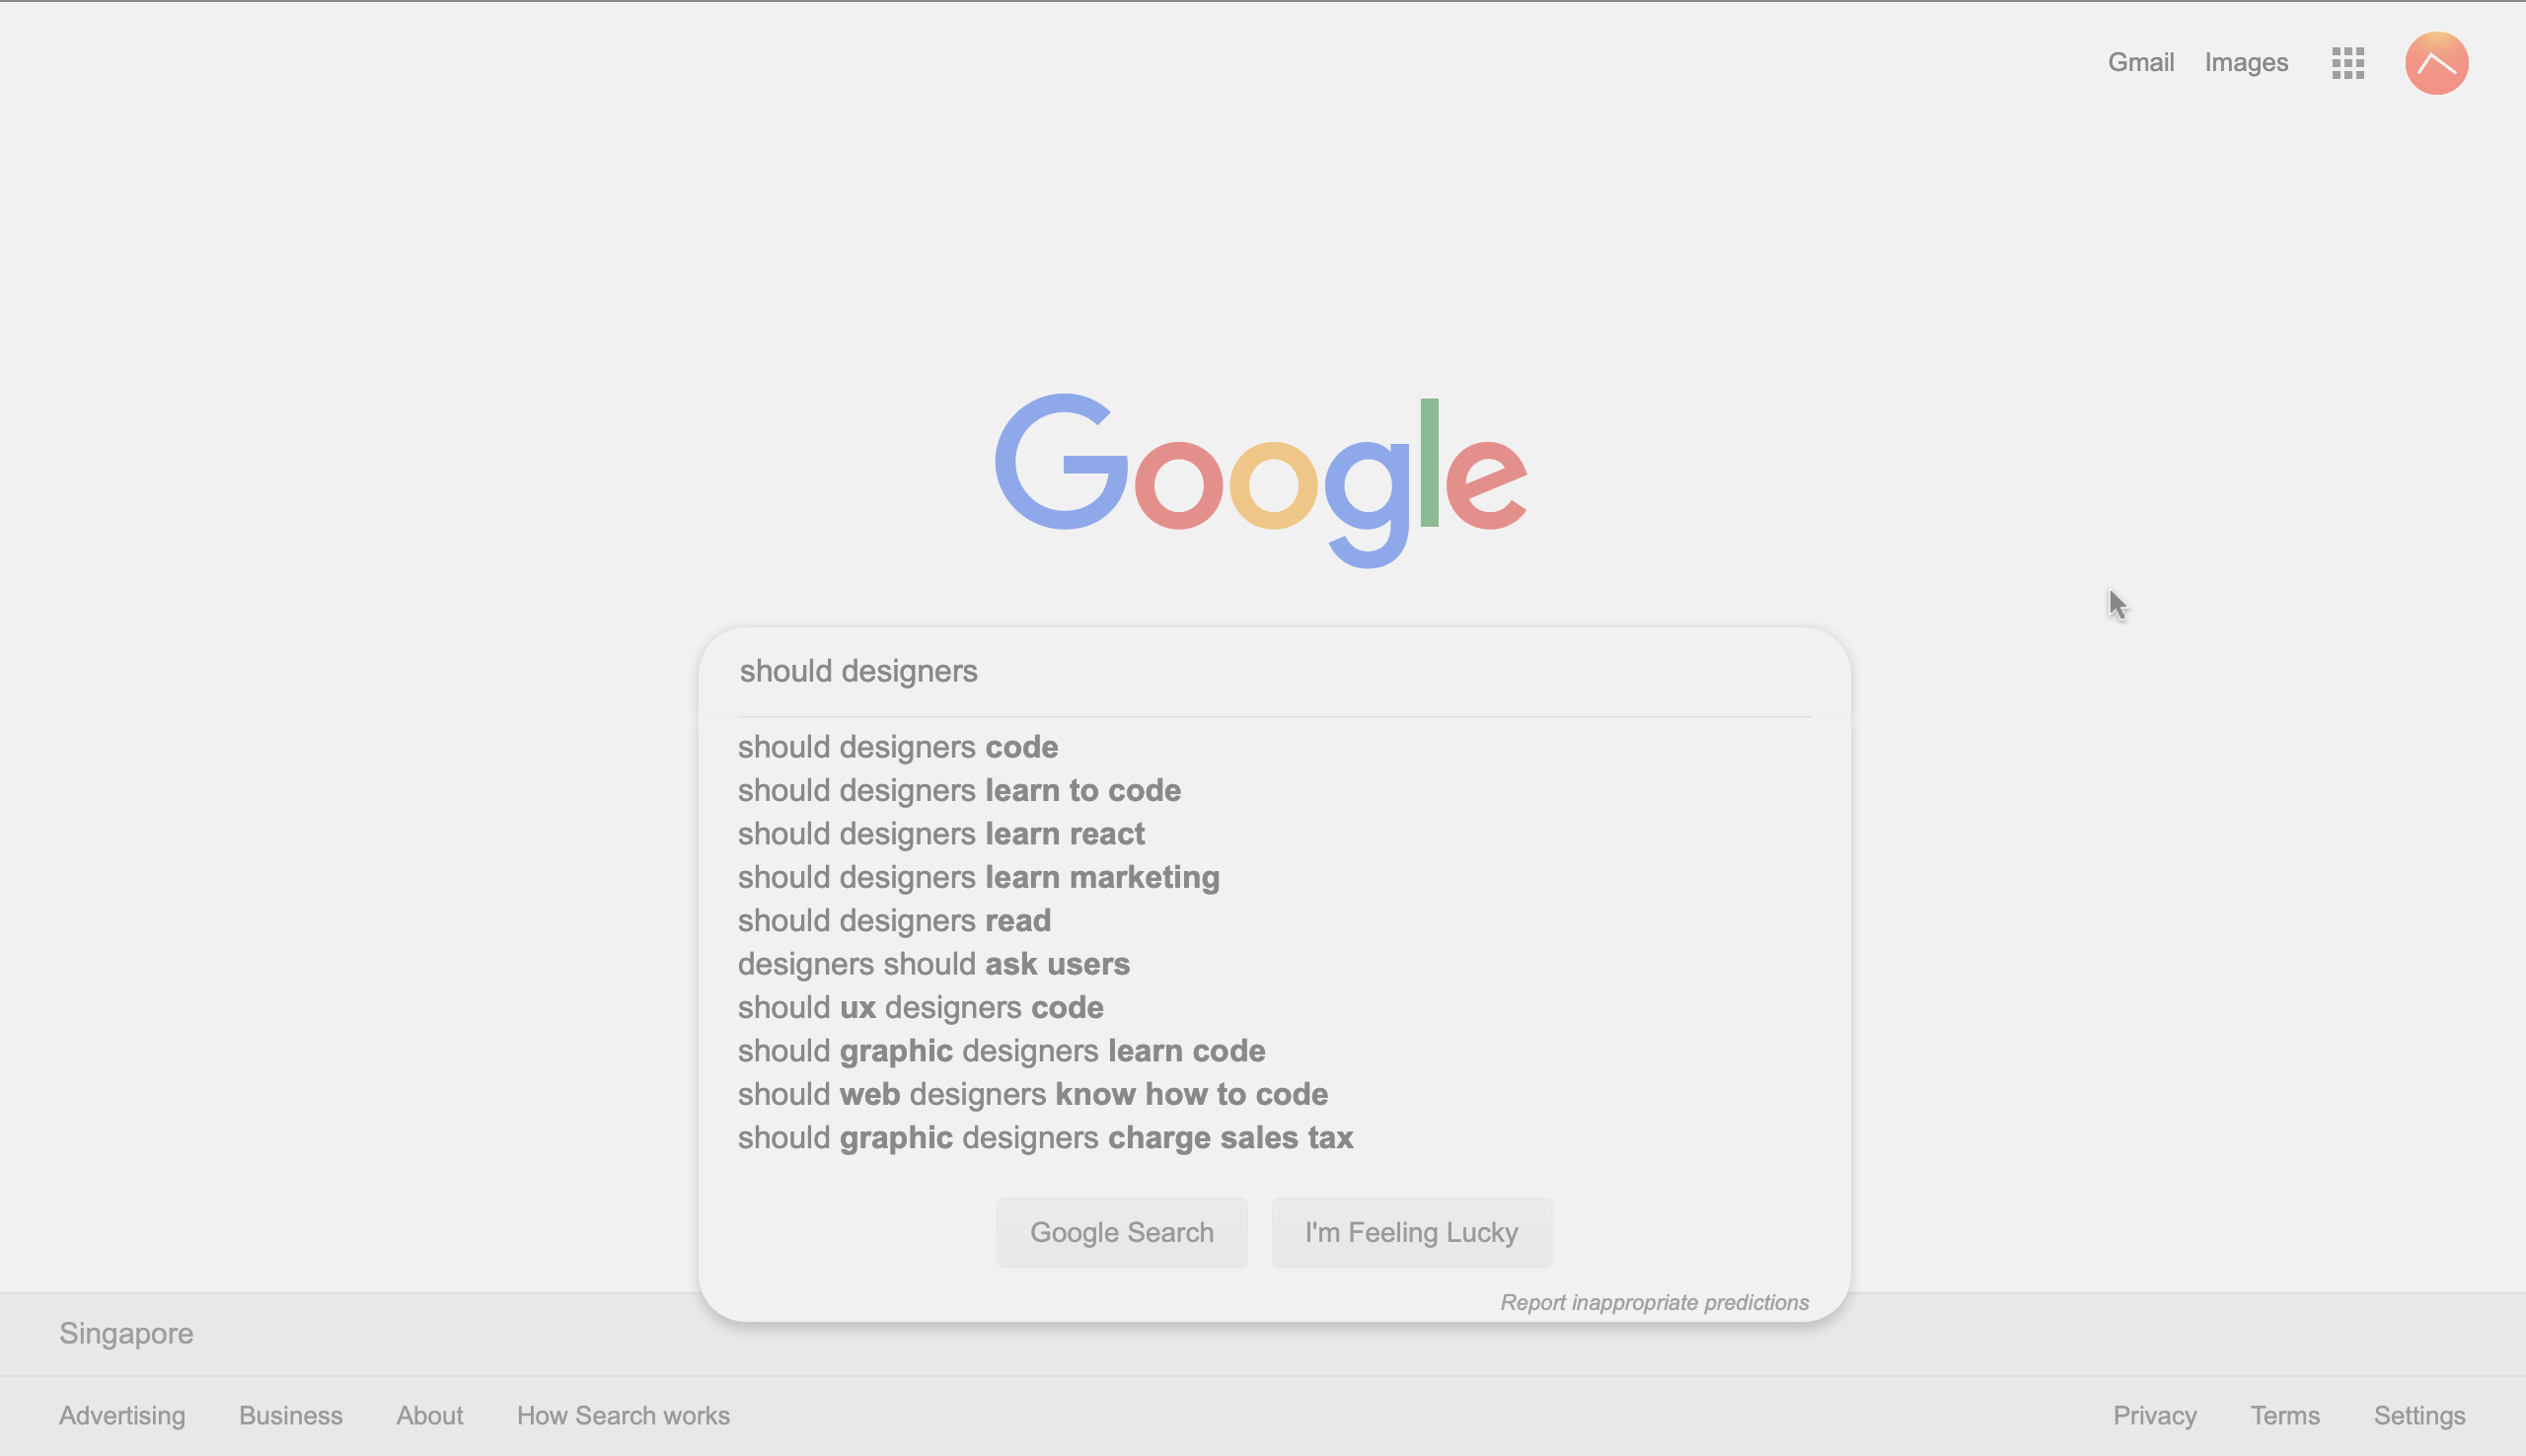 Gmail Images
Google
should designers
should designers code
should designers learn to code
should designers learn react
should designers learn marketing
should designers read
designers should ask users
should ux designers code
should graphic designers learn code
should web designers know how to code
should graphic designers charge sales tax
Google Search I'm Feeling Lucky
Report inappropriate predictions
Singapore
Advertising Business About How Search works Privacy Terms Settings